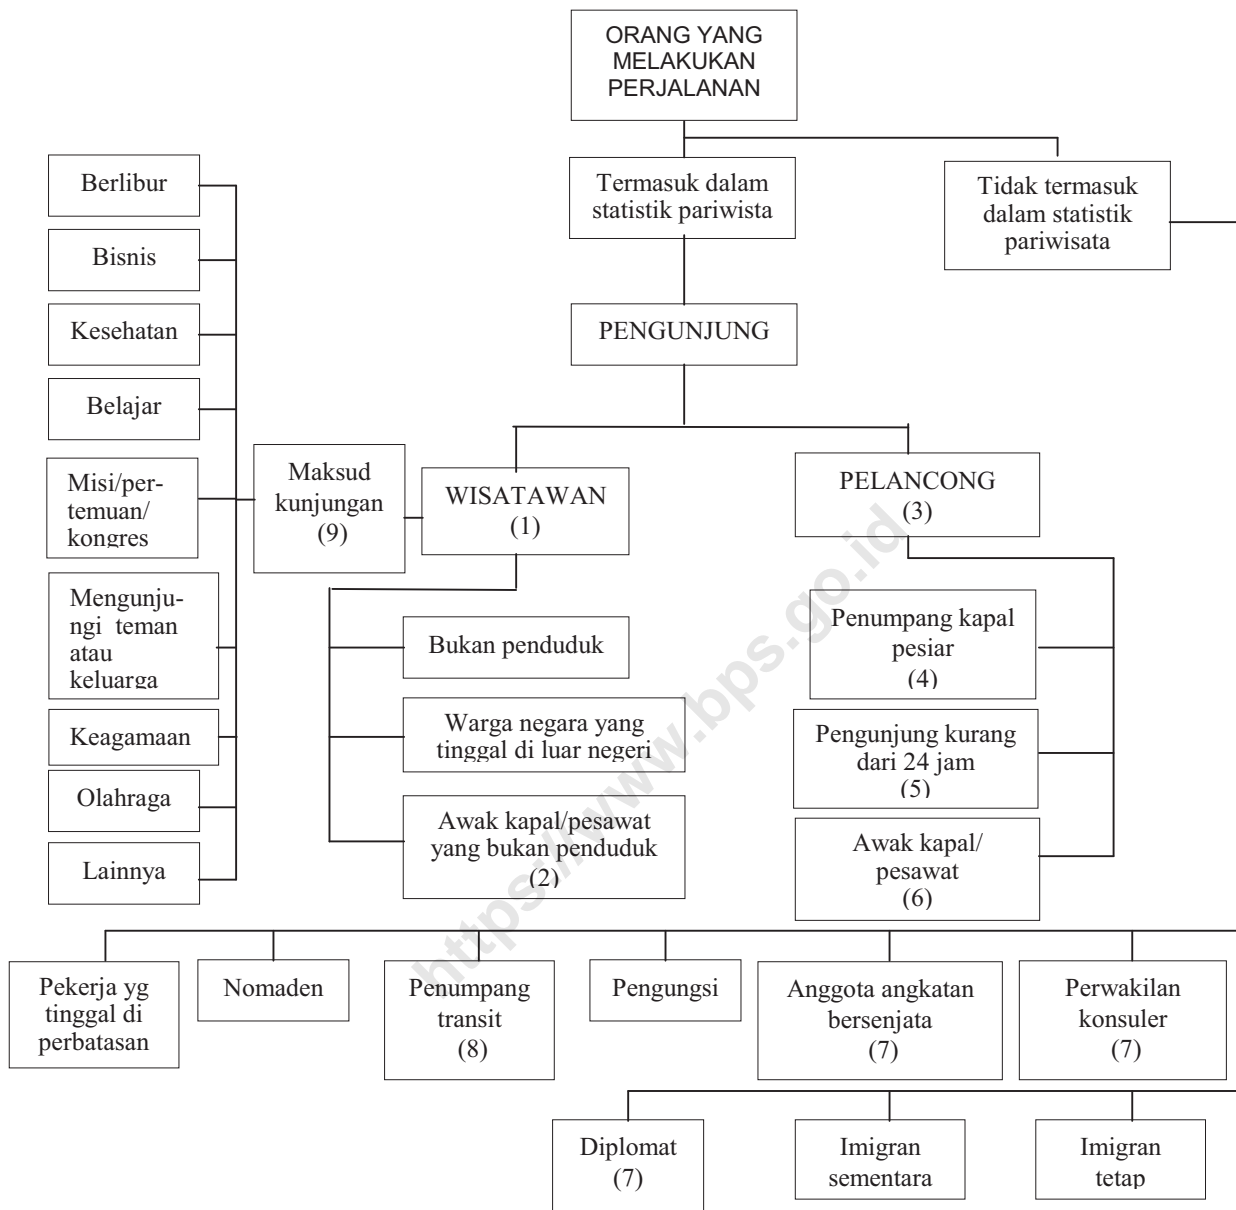 ORANG YANG
MELAKUKAN
PERJALANAN
Termasuk dalam
statistik pariwista
Tidak termasuk
dalam statistik
pariwisata
PENGUNJUNG
Berlibur
Bisnis
Kesehatan
Belajar
Misi/per-
temuan/
kongres
Mengunju-
ngi teman
atau
keluarga
Keagamaan
Olahraga
Lainnya
Maksud
kunjungan
(9)
WISATAWAN
(1)
PELANCONG
(3)
Bukan penduduk
Warga negara yang
tinggal di luar negeri
Awak kapal/pesawat
yang bukan penduduk
(2)
Penumpang kapal
pesiar
(4)
Pengunjung kurang
dari 24 jam
(5)
Awak kapal/
pesawat
(6)
Pekerja yg
tinggal di
perbatasan
Nomaden
Penumpang
transit
(8)
Pengungsi
Anggota angkatan
bersenjata
(7)
Perwakilan
konsuler
(7)
Diplomat
(7)
Imigran
sementara
Imigran
tetap
https://www.bps.go.id